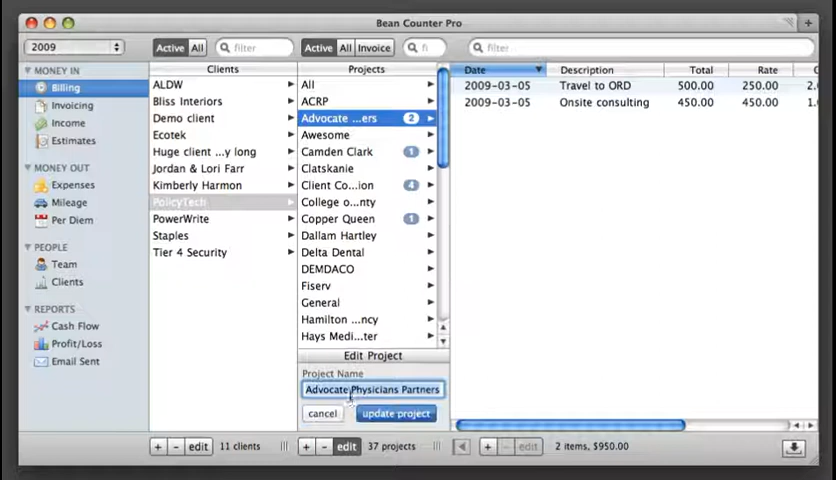 Bean Counter Pro
2009
Active All
filter
Active All Invoice
fi
filter
MONEY IN
Billing
Invoicing
Income
Estimates
MONEY OUT
Expenses
Mileage
Per Diem
PEOPLE
Team
Clients
REPORTS
Cash Flow
Profit/Loss
Email Sent
Clients
ALDW
Bliss Interiors
Demo client
Ecotek
Huge client ...y long
Jordan & Lori Farr
Kimberly Harmon
PolicyTech
PowerWrite
Staples
Tier 4 Security
Projects
All
ACRP
Advocate ...ers 2
Awesome
Camden Clark 1
Clatskanie
Client Co...ion 4
College o...nty
Copper Queen 1
Dallam Hartley
Delta Dental
DEMDACO
Fiserv
General
Hamilton ...ncy
Hays Medi...ter
Edit Project
Project Name
Advocate Physicians Partners
cancel update project
Date Description Total Rate
2009-03-05 Travel to ORD 500.00 250.00 2.
2009-03-05 Onsite consulting 450.00 450.00 1.
+ - edit 11 clients
+ - edit 37 projects
+ - edit 2 items, $950.00